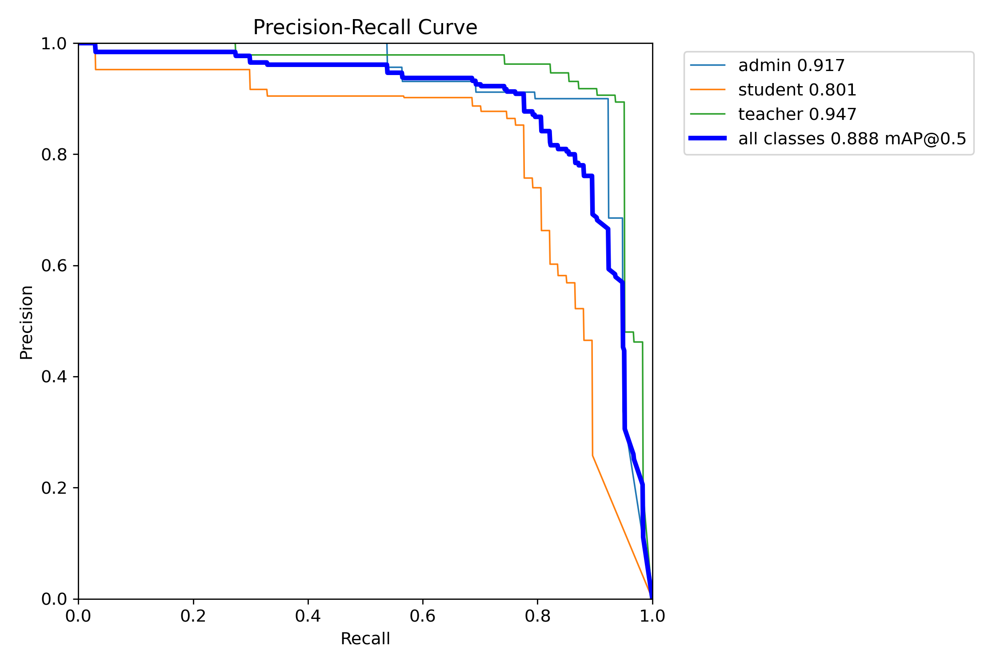 Precision-Recall Curve
1.0
0.8
0.6
0.4
0.2
0.0
Precision
0.0 0.2 0.4 0.6 0.8 1.0
Recall
admin 0.917
student 0.801
teacher 0.947
all classes 0.888 mAP@0.5